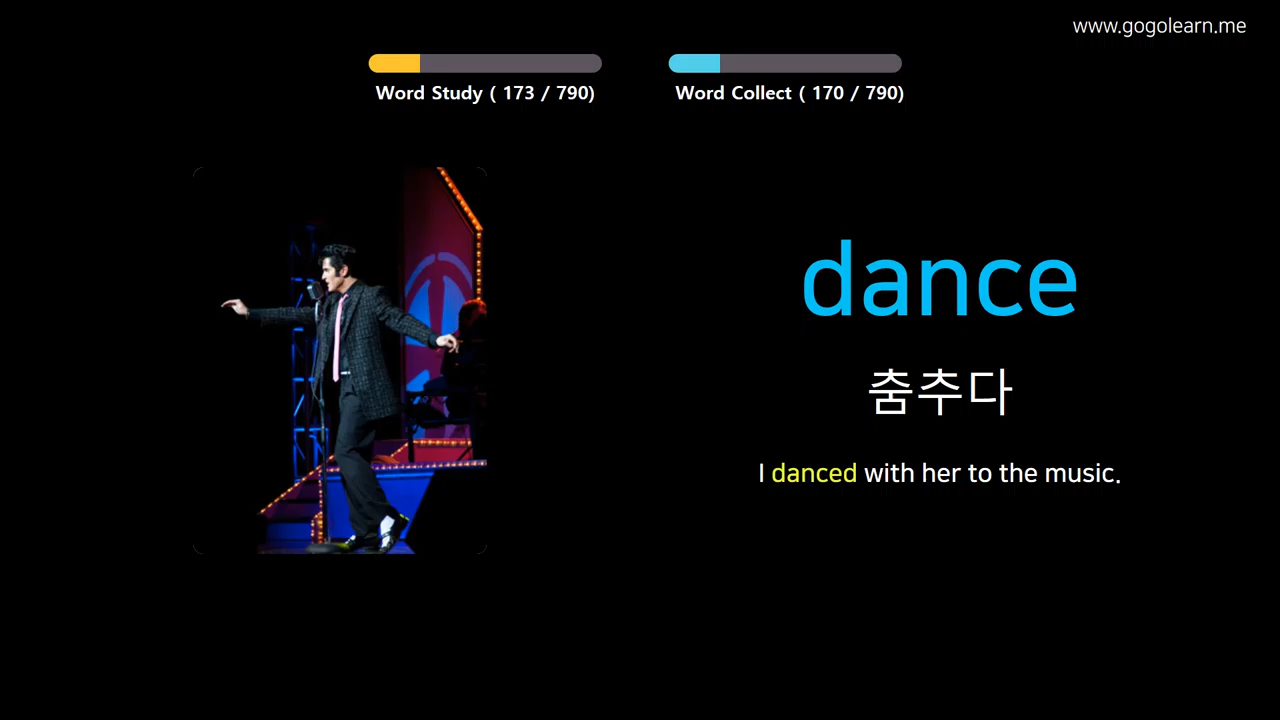 www.gogolearn.me
Word Study ( 173 / 790)
Word Collect ( 170 / 790)
dance
춤추다
I danced with her to the music.